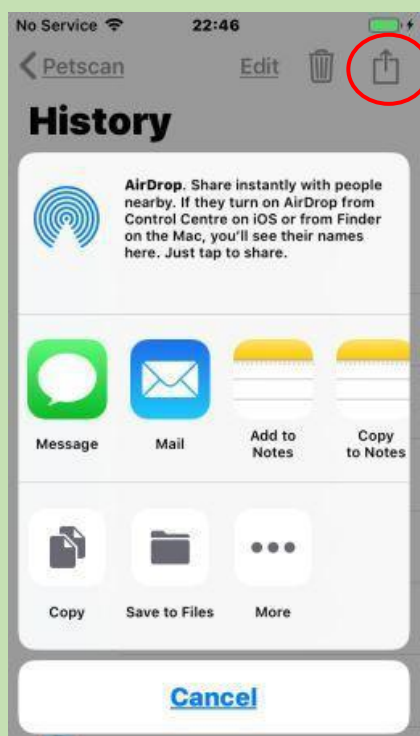 No Service 22:46
Petscan Edit
History
AirDrop. Share instantly with people
nearby. If they turn on AirDrop from
Control Centre on iOS or from Finder
on the Mac, you'll see their names
here. Just tap to share.
Message Mail Add to Notes Copy to Notes
Copy Save to Files More
Cancel